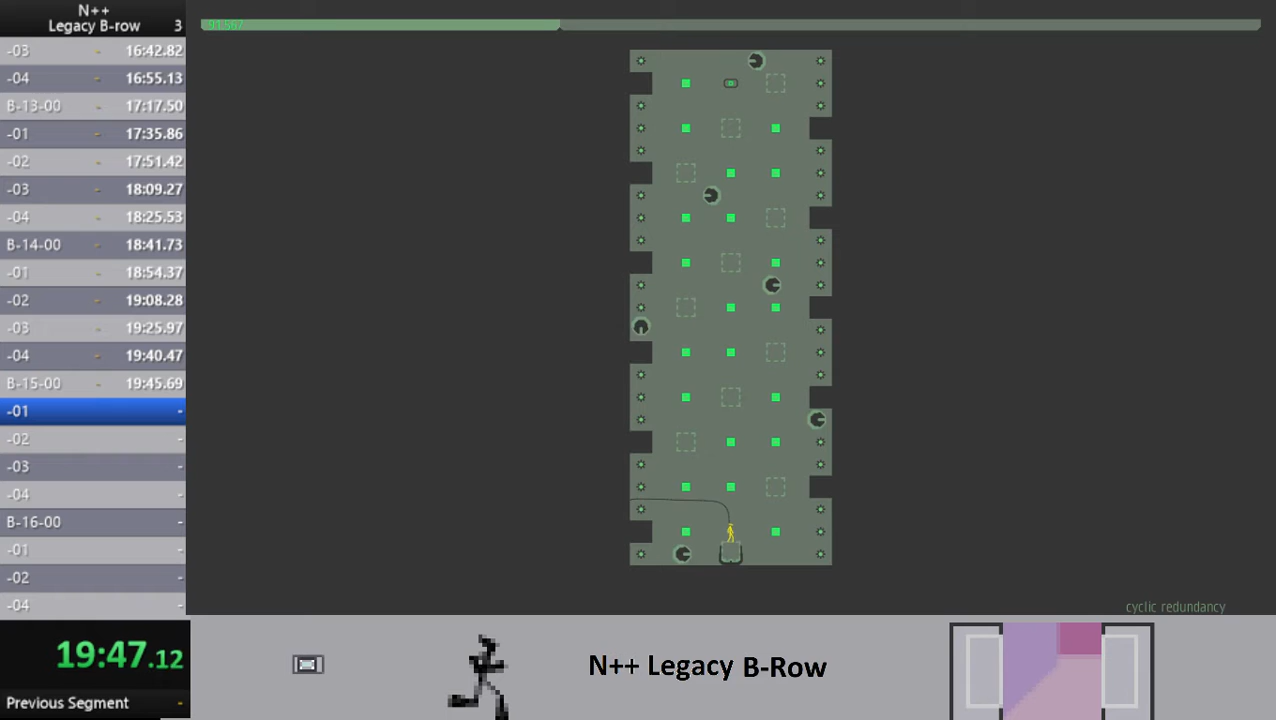 N++
Legacy B-row 3
-03 - 16:42.82
-04 - 16:55.13
B-13-00 - 17:17.50
-01 - 17:35.86
-02 - 17:51.42
-03 - 18:09.27
-04 - 18:25.53
B-14-00 - 18:41.73
-01 - 18:54.37
-02 - 19:08.28
-03 - 19:25.97
-04 - 19:40.47
B-15-00 - 19:45.69
-01 -
-02 -
-03 -
-04 -
B-16-00 -
-01 -
-02 -
-04 -
19:47.12
Previous Segment -
cyclic redundancy
N++ Legacy B-Row